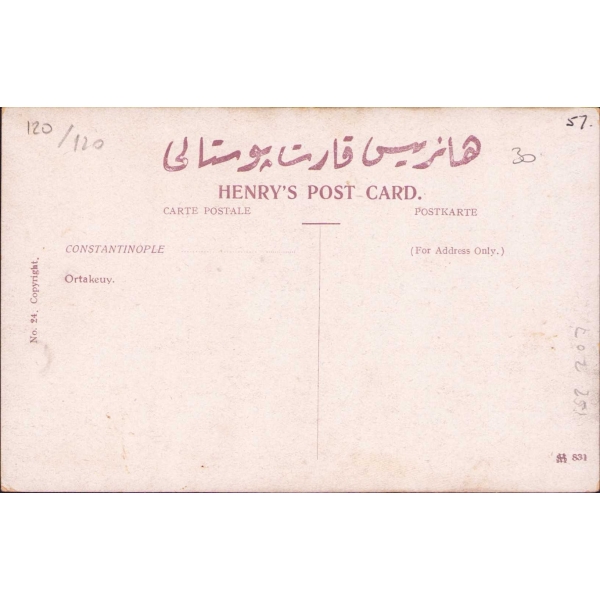 120
/120
57.
هانریس قارت پوستالی
30
HENRY'S POST CARD.
CARTE POSTALE
POSTKARTE
CONSTANTINOPLE
(For Address Only.)
Ortakeuy.
No. 24. Copyright.
831